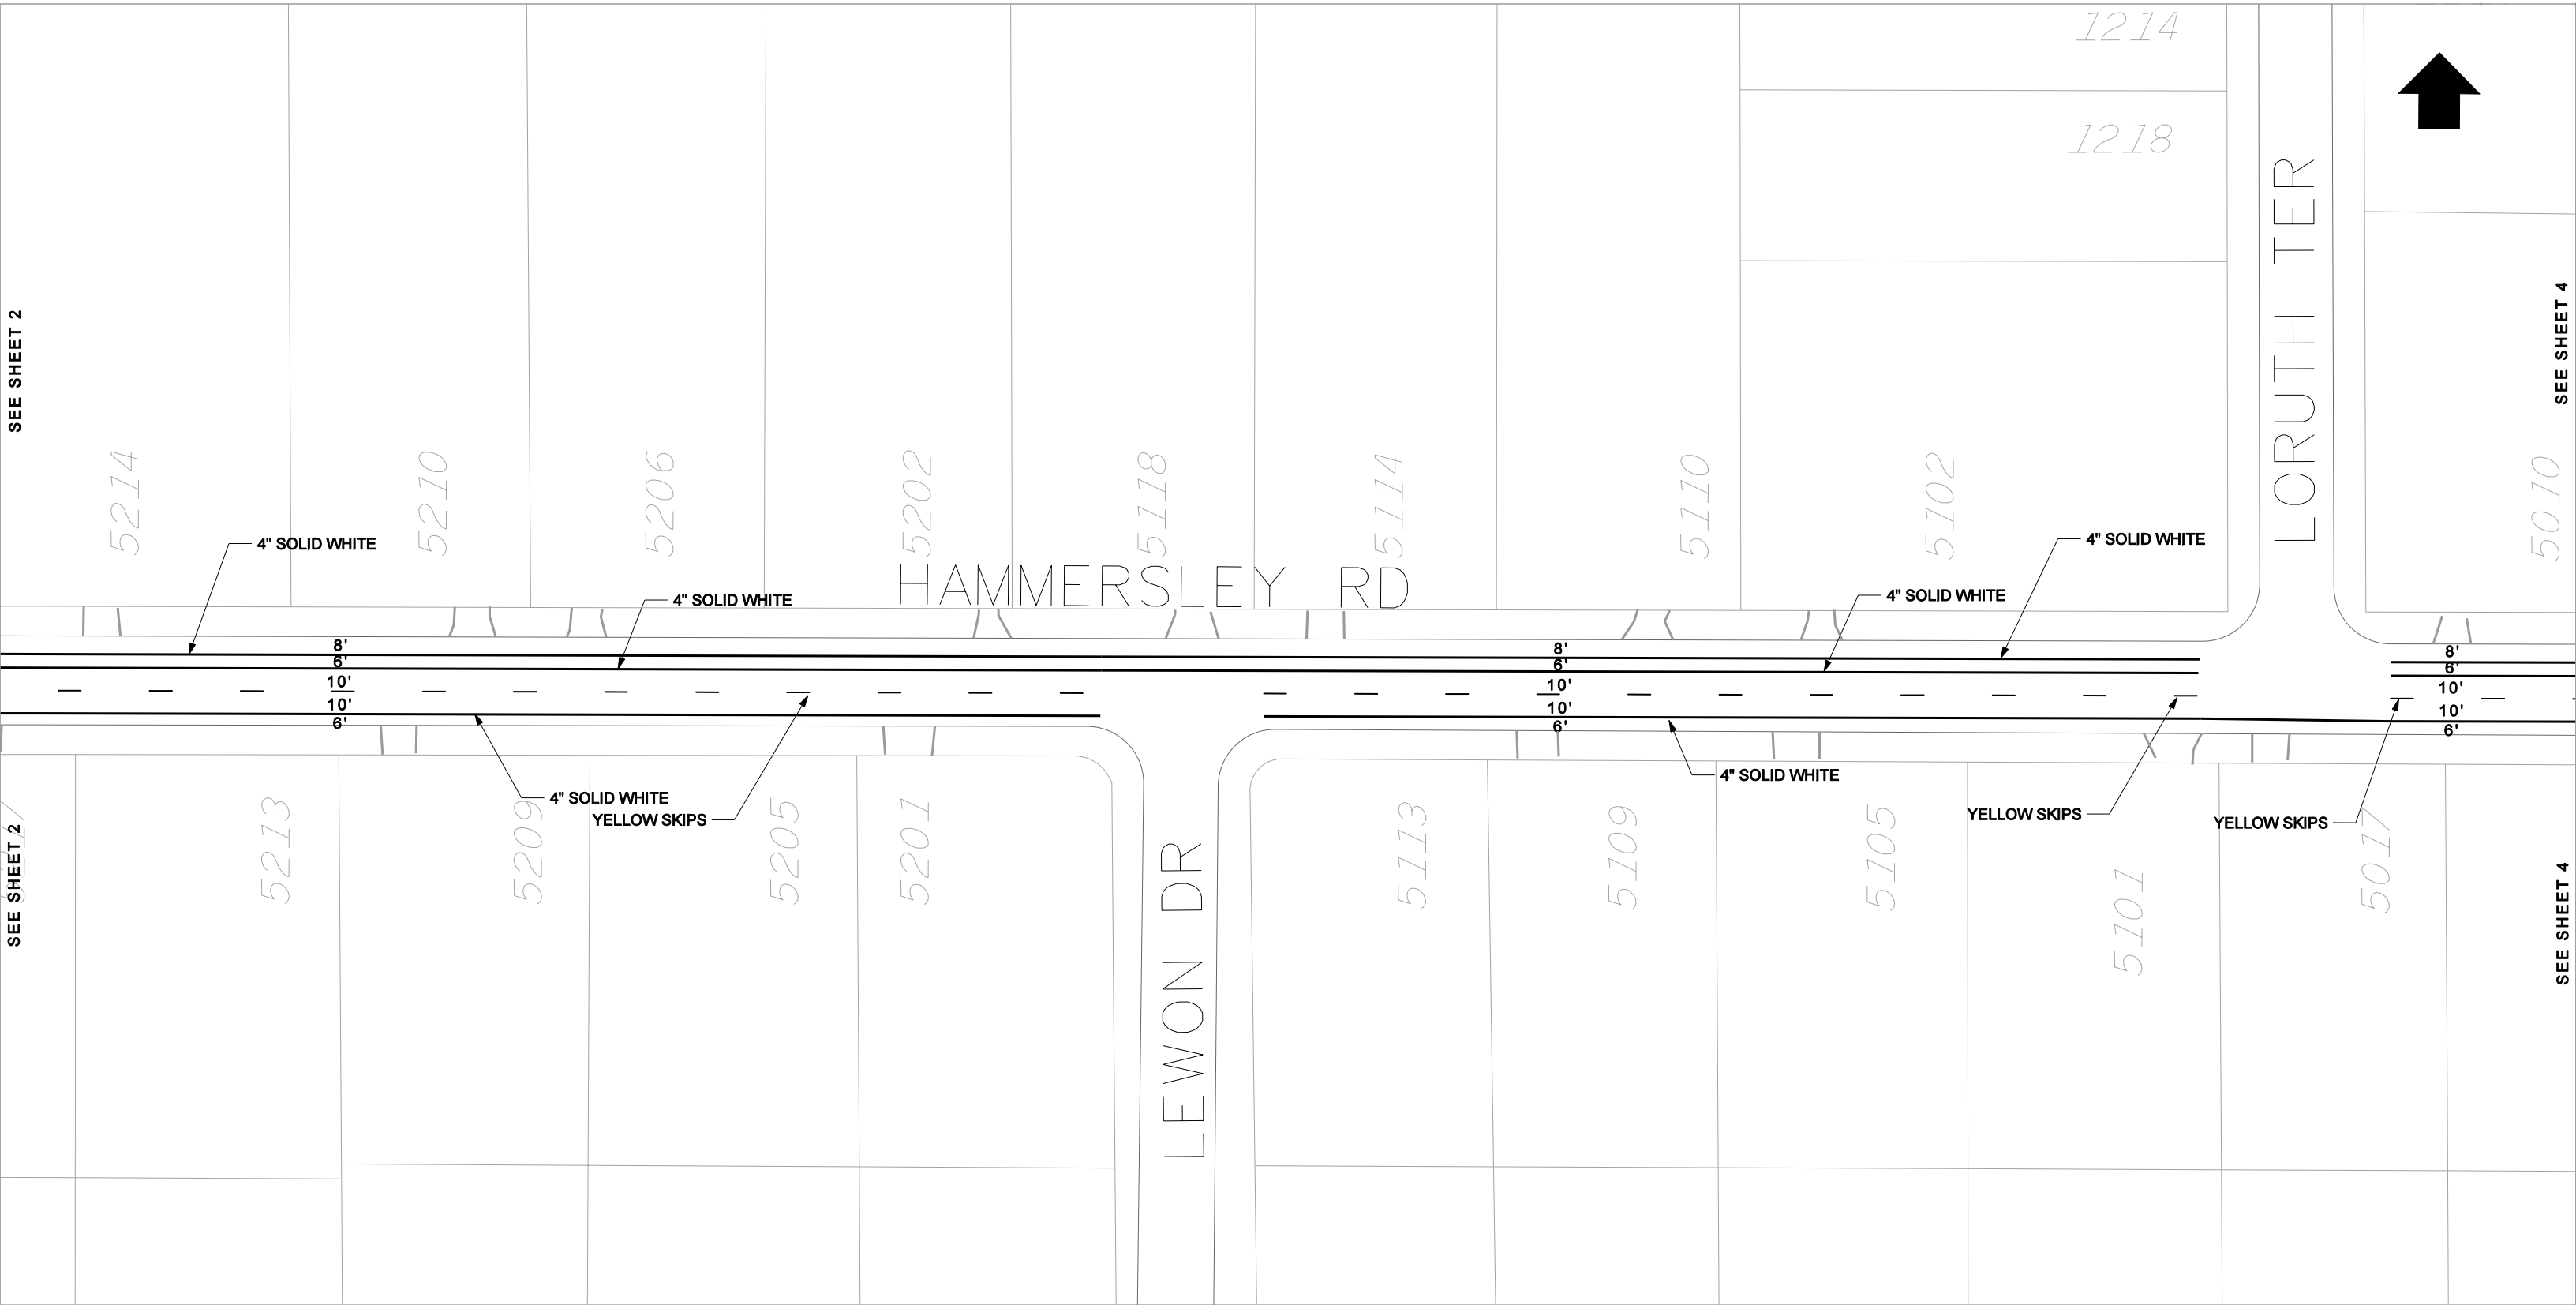 1214
1218
LORUTH TER
SEE SHEET 2
SEE SHEET 4
5214
5210
5206
5202
5118
5114
5110
5102
5010
4" SOLID WHITE
4" SOLID WHITE
HAMMERSLEY RD
4" SOLID WHITE
4" SOLID WHITE
8'
6'
10'
10'
6'
8'
6'
10'
10'
6'
8'
6'
10'
10'
6'
4" SOLID WHITE
YELLOW SKIPS
4" SOLID WHITE
YELLOW SKIPS
YELLOW SKIPS
SEE SHEET 2
5213
5209
5205
5201
LEWON DR
5113
5109
5105
5101
5017
SEE SHEET 4